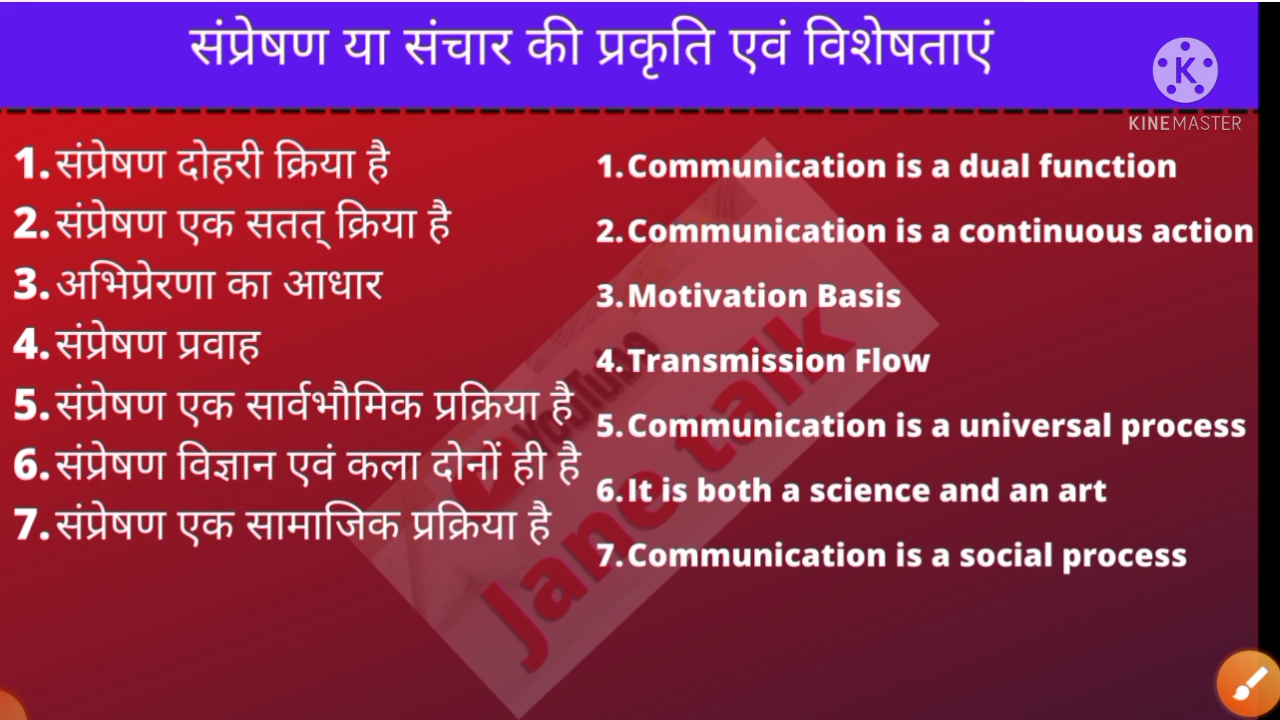 संप्रेषण या संचार की प्रकृति एवं विशेषताएं
KINEMASTER
1.संप्रेषण दोहरी क्रिया है
2.संप्रेषण एक सतत् क्रिया है
3.अभिप्रेरणा का आधार
4.संप्रेषण प्रवाह
5.संप्रेषण एक सार्वभौमिक प्रक्रिया है
6.संप्रेषण विज्ञान एवं कला दोनों ही है
7.संप्रेषण एक सामाजिक प्रक्रिया है
1.Communication is a dual function
2.Communication is a continuous action
3.Motivation Basis
4.Transmission Flow
5.Communication is a universal process
6.It is both a science and an art
7.Communication is a social process
YouTube
Jane talk